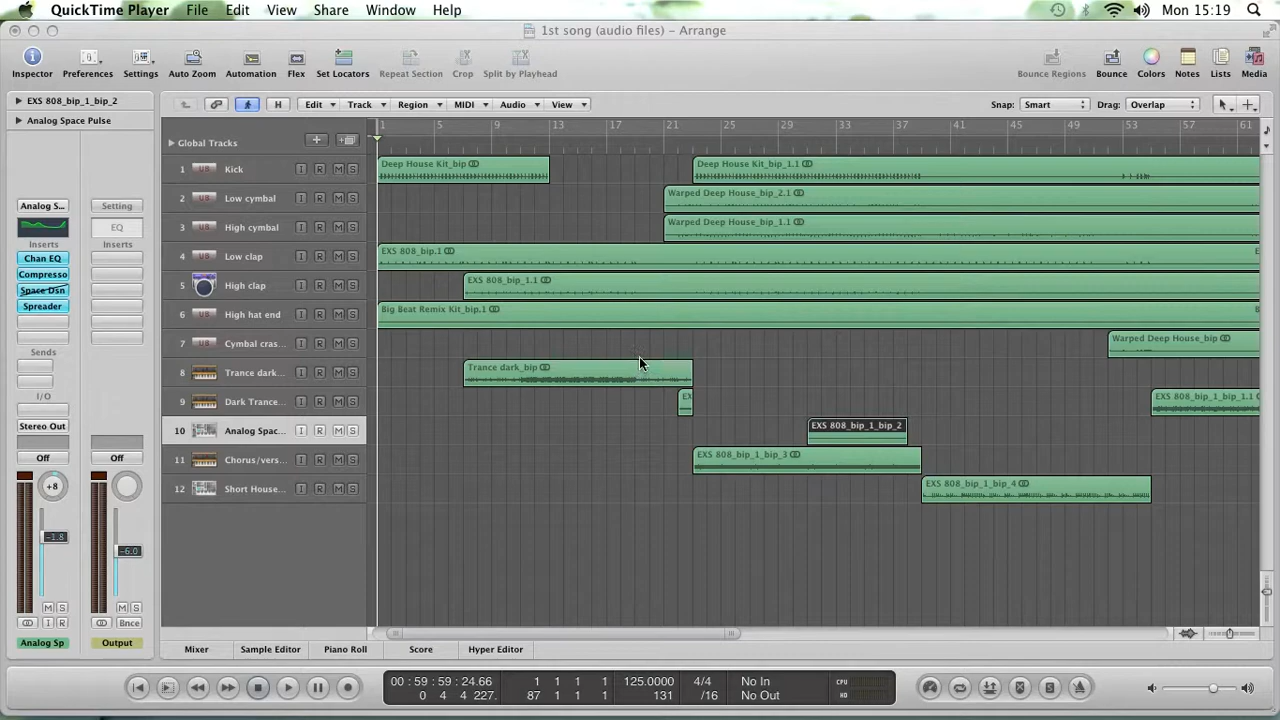 QuickTime Player File Edit View Share Window Help Mon 15:19
1st song (audio files) – Arrange
Inspector Preferences Settings Auto Zoom Automation Flex Set Locators Repeat Section Crop Split by Playhead Bounce Regions Bounce Colors Notes Lists Media
EXS 808_bip_1_bip_2
Analog Space Pulse
H Edit Track Region MIDI Audio View Snap: Smart Drag: Overlap
Global Tracks
1 5 9 13 17 21 25 29 33 37 41 45 49 53 57 61
1 UB Kick I R M S Deep House Kit_bip Deep House Kit_bip_1.1
2 UB Low cymbal I R M S Warped Deep House_bip_2.1
3 UB High cymbal I R M S Warped Deep House_bip_1.1
4 UB Low clap I R M S EXS 808_bip.1 E
5 High clap I R M S EXS 808_bip_1.1
6 UB High hat end I R M S Big Beat Remix Kit_bip.1 B
7 UB Cymbal cras... I R M S Warped Deep House_bip
8 Trance dark... I R M S Trance dark_bip
9 Dark Trance... I R M S EX EXS 808_bip_1_bip_1.1
10 Analog Spac... I R M S EXS 808_bip_1_bip_2
11 Chorus/vers... I R M S EXS 808_bip_1_bip_3
12 Short House... I R M S EXS 808_bip_1_bip_4
Analog S... Setting
EQ
Inserts Inserts
Chan EQ
Compresso
Space Dsn
Spreader
Sends
I/O
Stereo Out
Off Off
+8
-1.8 -6.0
M S M S
I R Bnce
Analog Sp Output
Mixer Sample Editor Piano Roll Score Hyper Editor
00 : 59 : 59 : 24.66 1 1 1 1 125.0000 4/4 No In CPU
0 4 4 227. 87 1 1 1 131 /16 No Out HD